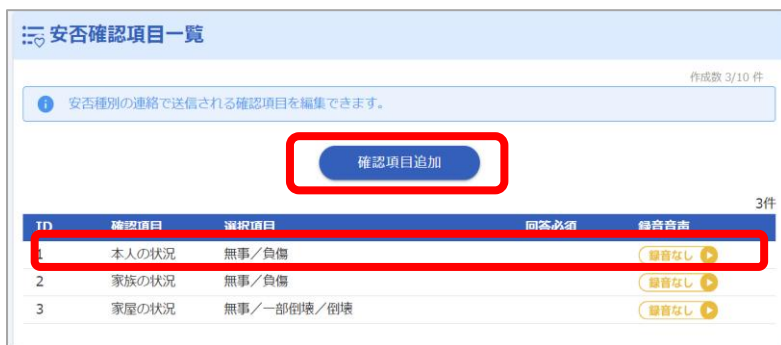 安否確認項目一覧
作成数 3/10 件
安否種別の連絡で送信される確認項目を編集できます。
確認項目追加
3件
ID 確認項目 選択項目 回答必須 録音音声
1 本人の状況 無事/負傷 録音なし
2 家族の状況 無事/負傷 録音なし
3 家屋の状況 無事/一部倒壊/倒壊 録音なし